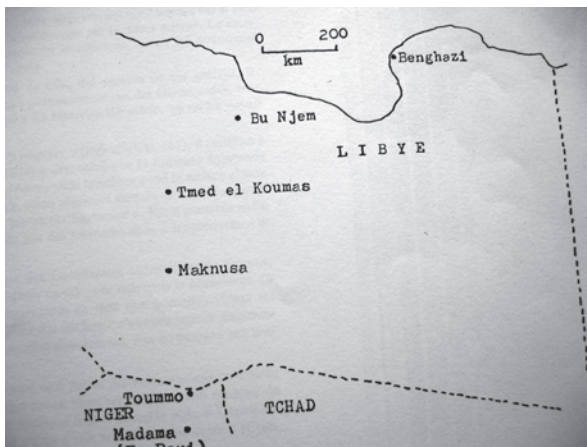 0 200
km
Benghazi
Bu Njem
L I B Y E
Tmed el Koumas
Maknusa
Toummo
NIGER
TCHAD
Madama